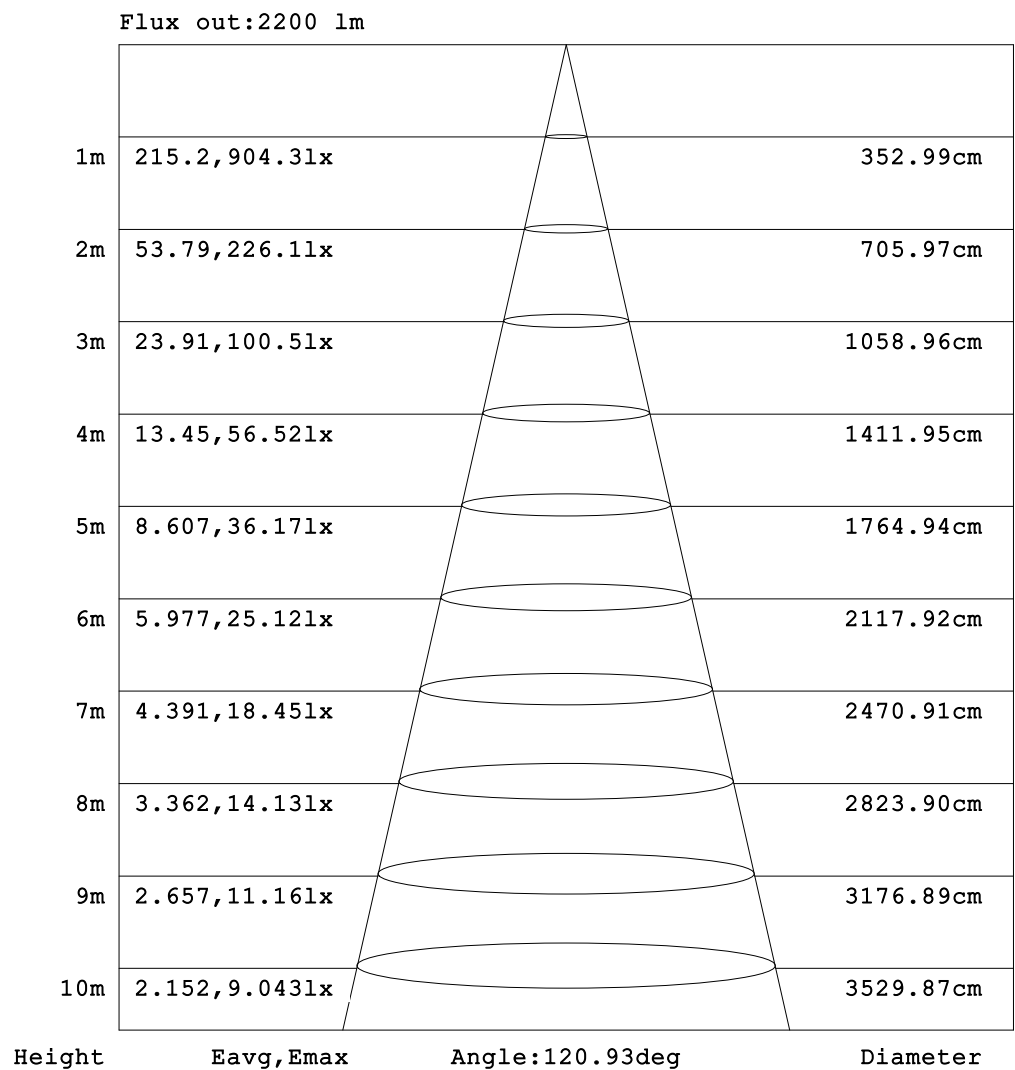 Flux out:2200 lm
1m 215.2,904.3lx 352.99cm
2m 53.79,226.1lx 705.97cm
3m 23.91,100.5lx 1058.96cm
4m 13.45,56.52lx 1411.95cm
5m 8.607,36.17lx 1764.94cm
6m 5.977,25.12lx 2117.92cm
7m 4.391,18.45lx 2470.91cm
8m 3.362,14.13lx 2823.90cm
9m 2.657,11.16lx 3176.89cm
10m 2.152,9.043lx 3529.87cm
Height Eavg,Emax Angle:120.93deg Diameter